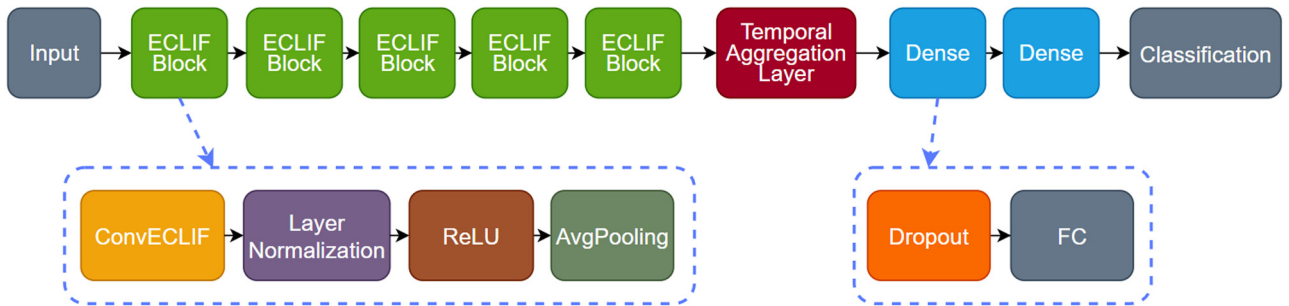 Input
ECLIF
Block
ECLIF
Block
ECLIF
Block
ECLIF
Block
ECLIF
Block
Temporal
Aggregation
Layer
Dense
Dense
Classification
ConvECLIF
Layer
Normalization
ReLU
AvgPooling
Dropout
FC